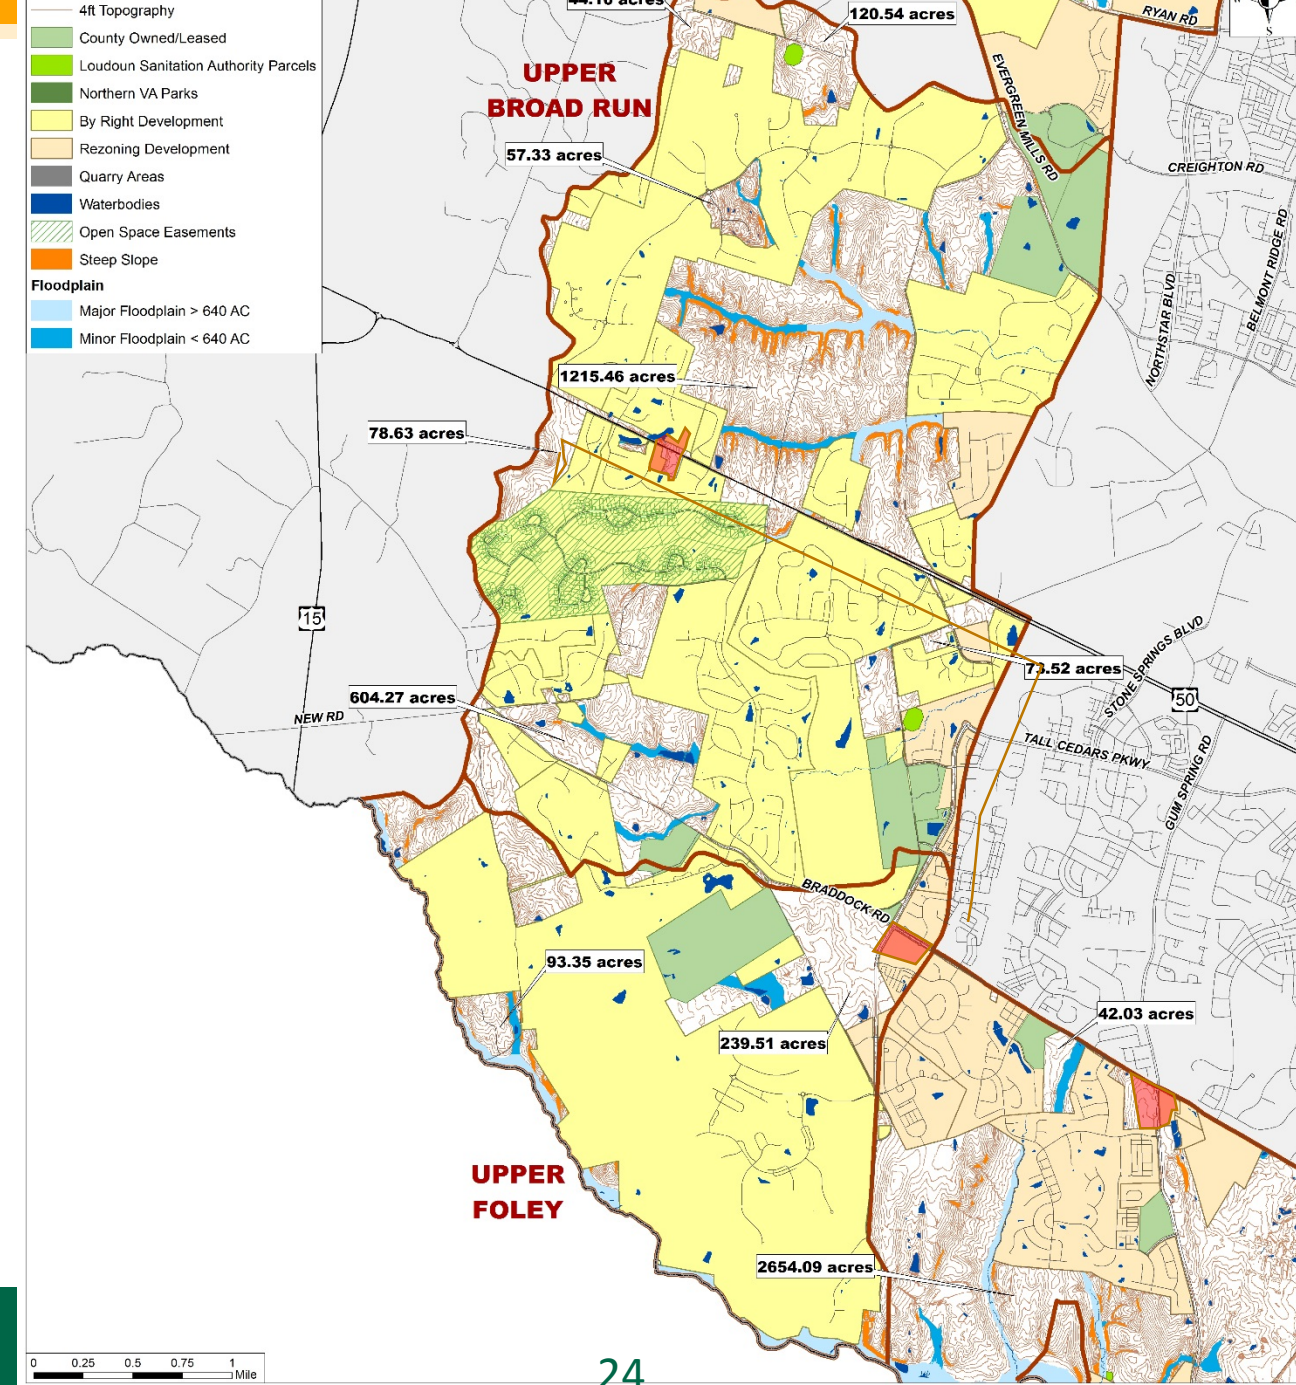 4ft Topography
County Owned/Leased
Loudoun Sanitation Authority Parcels
Northern VA Parks
By Right Development
Rezoning Development
Quarry Areas
Waterbodies
Open Space Easements
Steep Slope
Floodplain
Major Floodplain > 640 AC
Minor Floodplain < 640 AC
120.54 acres
RYAN RD
S
UPPER
BROAD RUN
EVERGREEN MILLS RD
57.33 acres
CREIGHTON RD
BELMONT RIDGE RD
NORTHSTAR BLVD
1215.46 acres
78.63 acres
15
73.52 acres
STONE SPRINGS BLVD
50
604.27 acres
NEW RD
TALL CEDARS PKWY
GUM SPRING RD
BRADDOCK RD
93.35 acres
42.03 acres
239.51 acres
UPPER
FOLEY
2654.09 acres
0 0.25 0.5 0.75 1
Mile
24